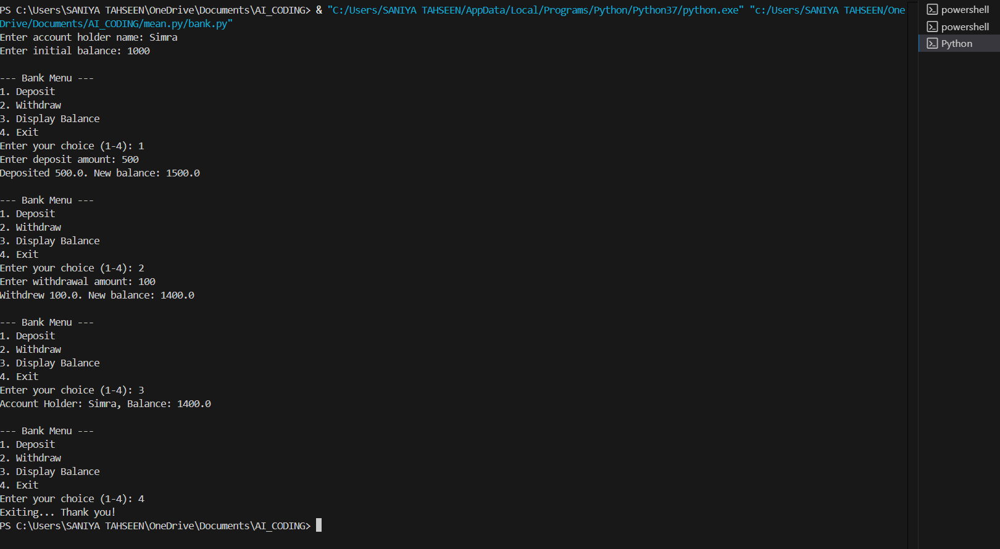 PS C:\Users\SANIYA TAHSEEN\OneDrive\Documents\AI_CODING> & "C:/Users/SANIYA TAHSEEN/AppData/Local/Programs/Python/Python37/python.exe" "c:/Users/SANIYA TAHSEEN/One
Drive/Documents/AI_CODING/mean.py/bank.py"
Enter account holder name: Simra
Enter initial balance: 1000

--- Bank Menu ---
1. Deposit
2. Withdraw
3. Display Balance
4. Exit
Enter your choice (1-4): 1
Enter deposit amount: 500
Deposited 500.0. New balance: 1500.0

--- Bank Menu ---
1. Deposit
2. Withdraw
3. Display Balance
4. Exit
Enter your choice (1-4): 2
Enter withdrawal amount: 100
Withdrew 100.0. New balance: 1400.0

--- Bank Menu ---
1. Deposit
2. Withdraw
3. Display Balance
4. Exit
Enter your choice (1-4): 3
Account Holder: Simra, Balance: 1400.0

--- Bank Menu ---
1. Deposit
2. Withdraw
3. Display Balance
4. Exit
Enter your choice (1-4): 4
Exiting... Thank you!
PS C:\Users\SANIYA TAHSEEN\OneDrive\Documents\AI_CODING>
powershell
powershell
Python